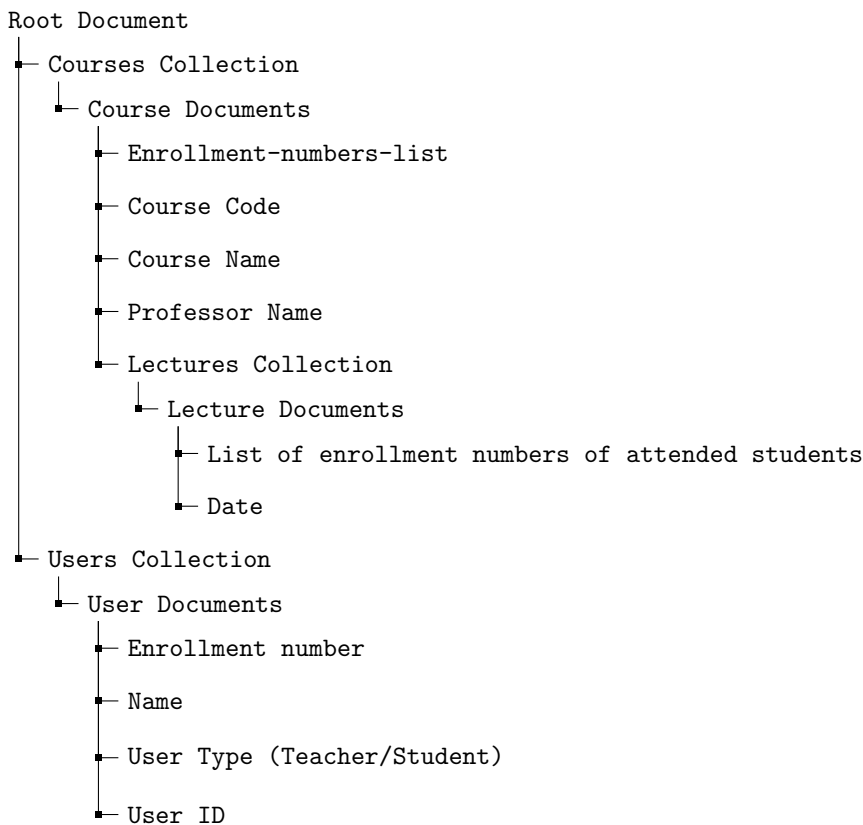 Root Document
Courses Collection
Course Documents
Enrollment-numbers-list
Course Code
Course Name
Professor Name
Lectures Collection
Lecture Documents
List of enrollment numbers of attended students
Date
Users Collection
User Documents
Enrollment number
Name
User Type (Teacher/Student)
User ID